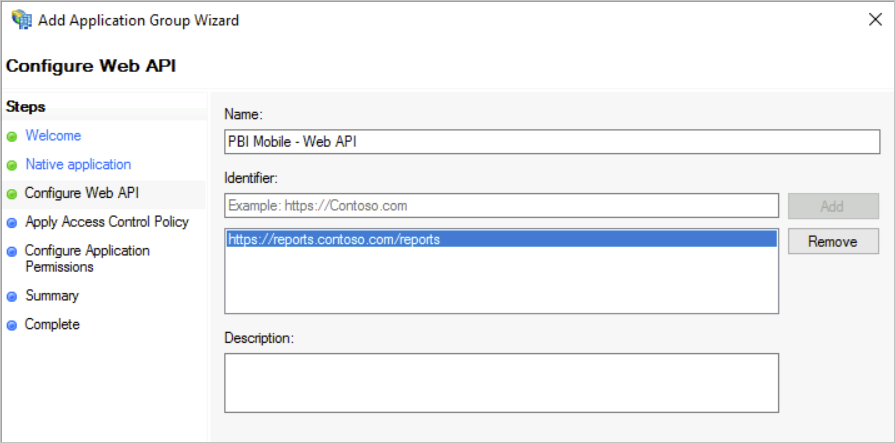 Add Application Group Wizard
Configure Web API
Steps
Welcome
Native application
Configure Web API
Apply Access Control Policy
Configure Application
Permissions
Summary
Complete
Name:
PBI Mobile - Web API
Identifier:
Example: https://Contoso.com
Add
https://reports.contoso.com/reports
Remove
Description: